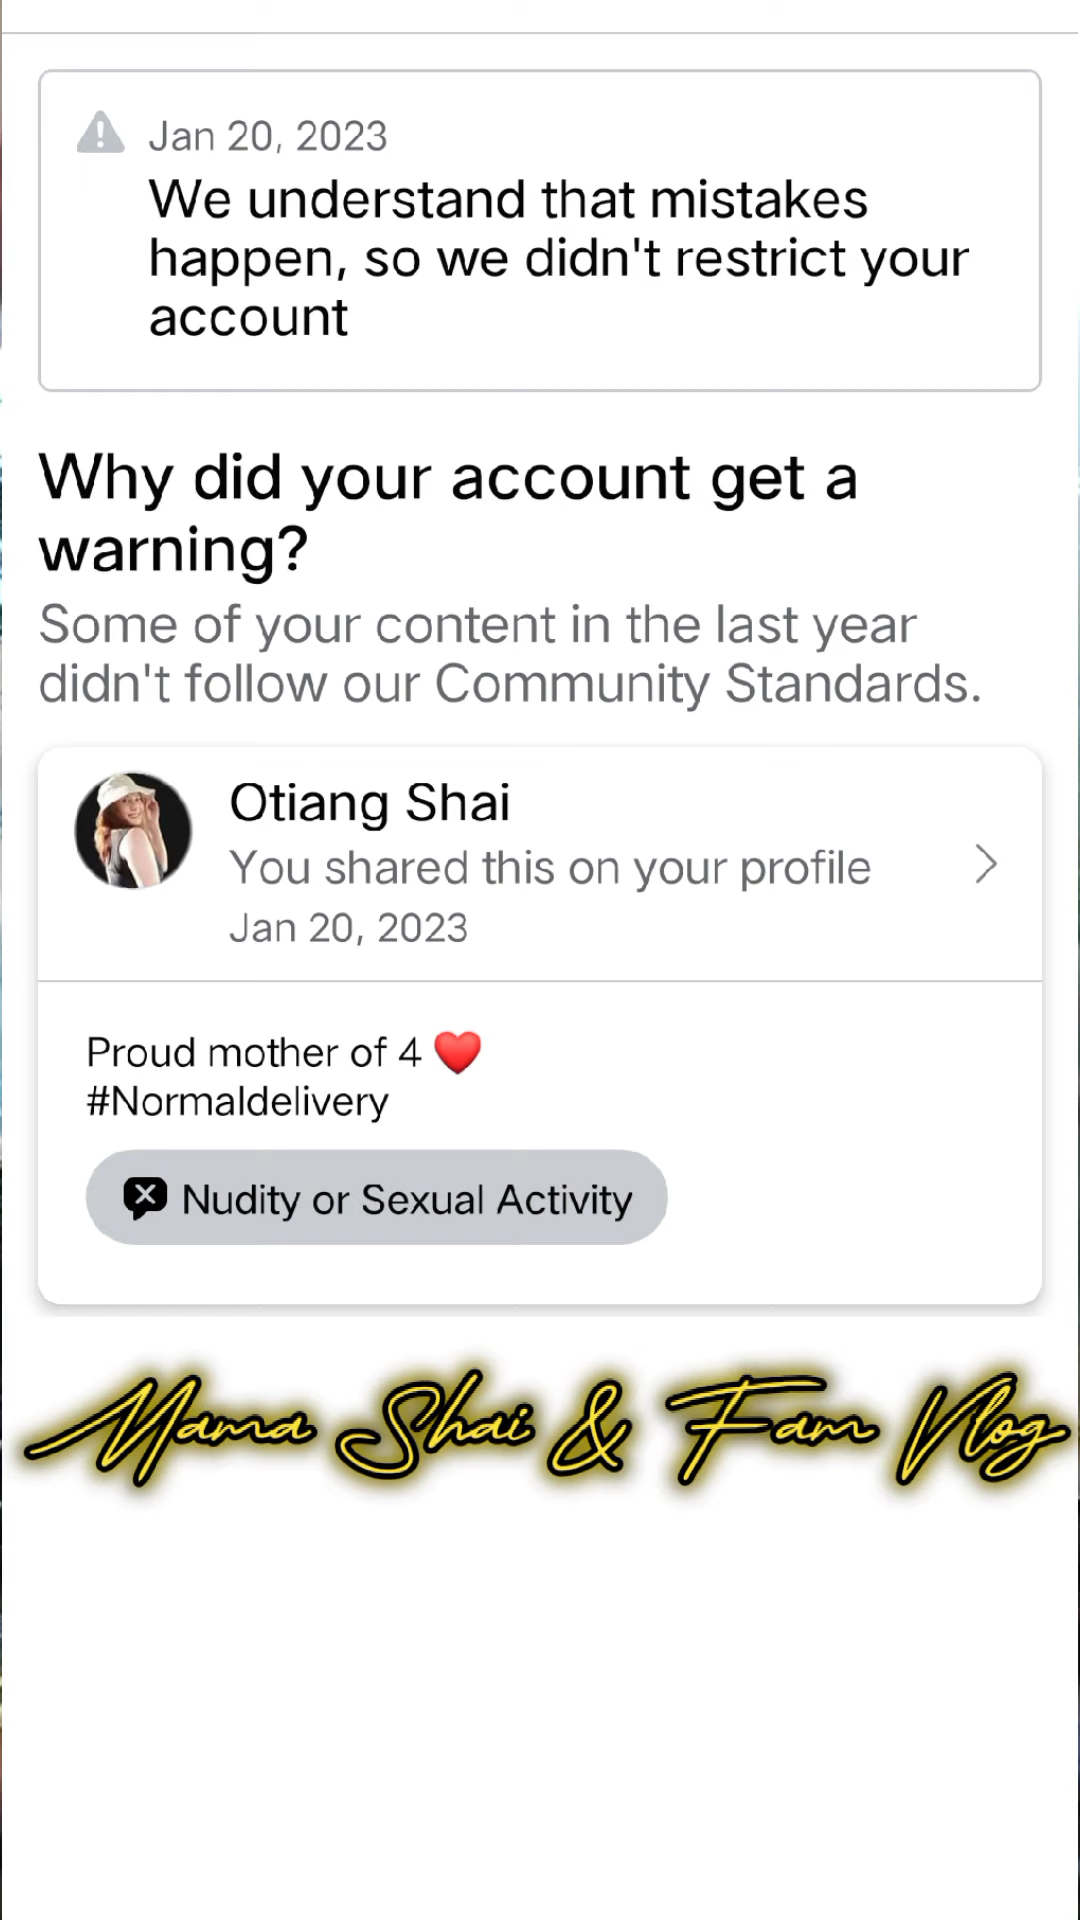 Jan 20, 2023
We understand that mistakes
happen, so we didn't restrict your
account
Why did your account get a
warning?
Some of your content in the last year
didn't follow our Community Standards.
Otiang Shai
You shared this on your profile
Jan 20, 2023
Proud mother of 4 ❤️
#Normaldelivery
Nudity or Sexual Activity
Mama Shai & Fam Vlog